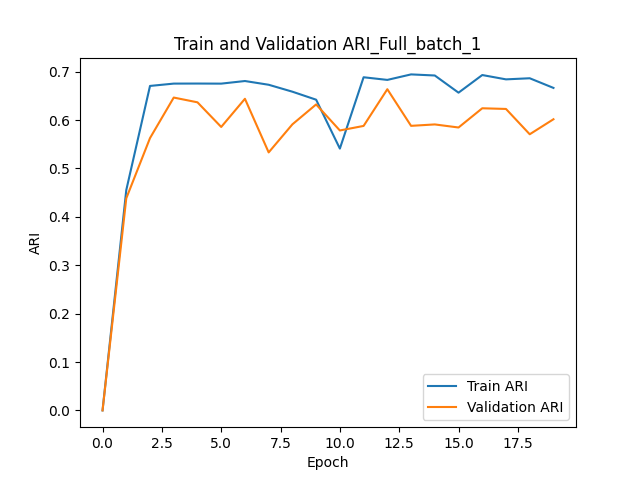 Train and Validation ARI_Full_batch_1
ARI
0.7
0.6
0.5
0.4
0.3
0.2
0.1
0.0
Train ARI
Validation ARI
0.0 2.5 5.0 7.5 10.0 12.5 15.0 17.5
Epoch